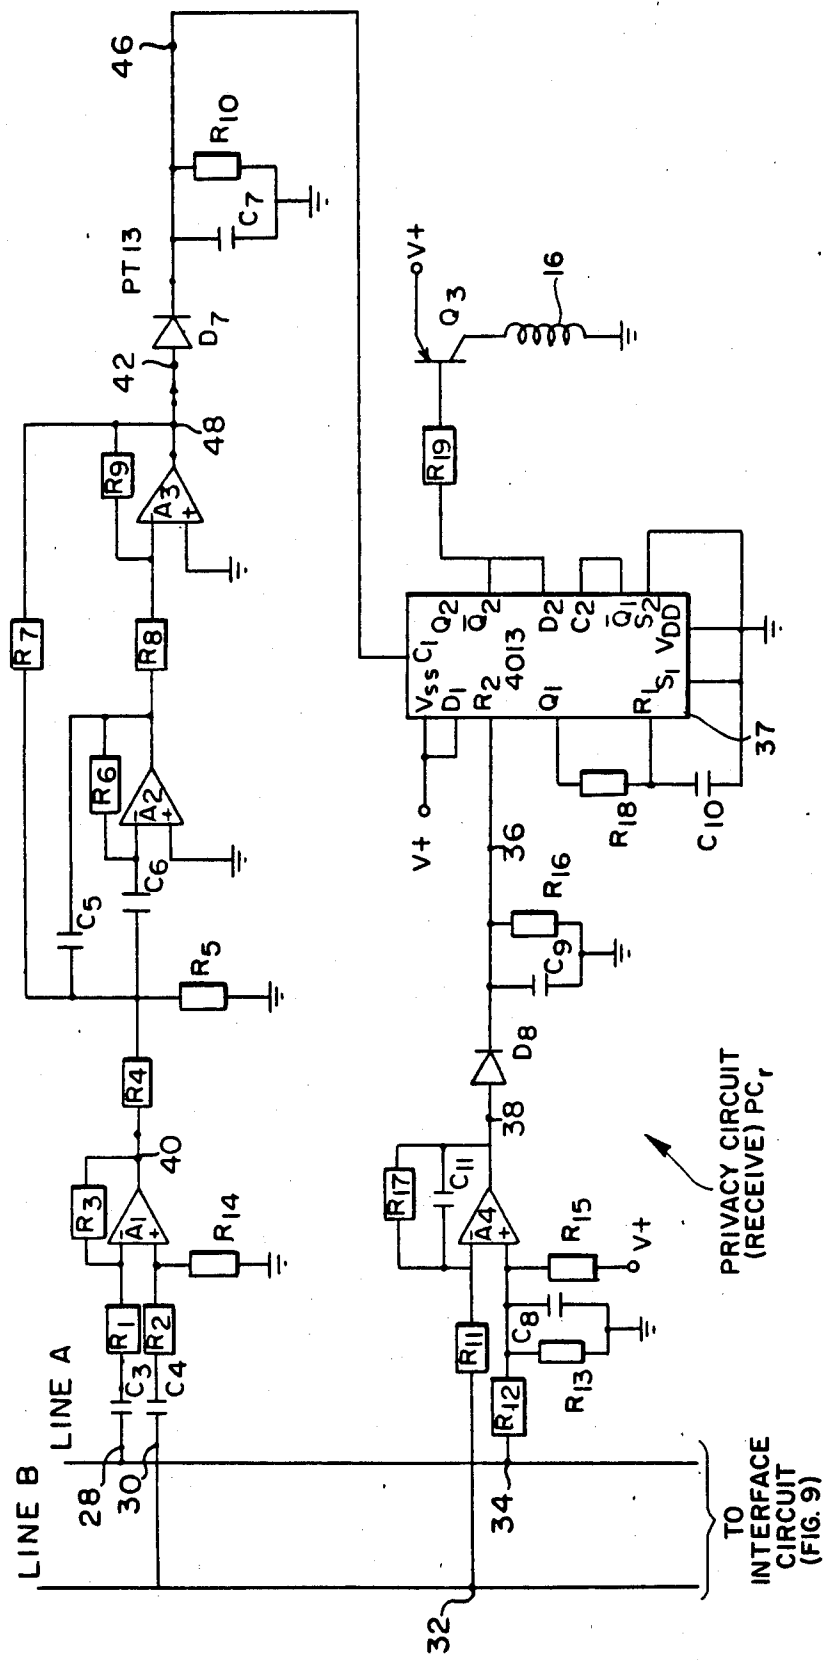 LINE B
LINE A
28
30
C3
C4
R1
R2
R3
A1
−
+
R14
40
R4
R5
C5
C6
R6
A2
−
+
R7
R8
R9
A3
−
+
48
42
D7
PT13
C7
R10
46
32
34
R11
R12
R13
C8
R15
V+
R17
C11
A4
−
+
38
D8
C9
R16
36
V+
VSS
C1
D1
R2
4013
Q1
R1
S1
VDD
Q2
Q̅2
D2
C2
Q̅1
S2
37
R18
C10
R19
Q3
V+
16
PRIVACY CIRCUIT
(RECEIVE) PCr
TO
INTERFACE
CIRCUIT
(FIG. 9)